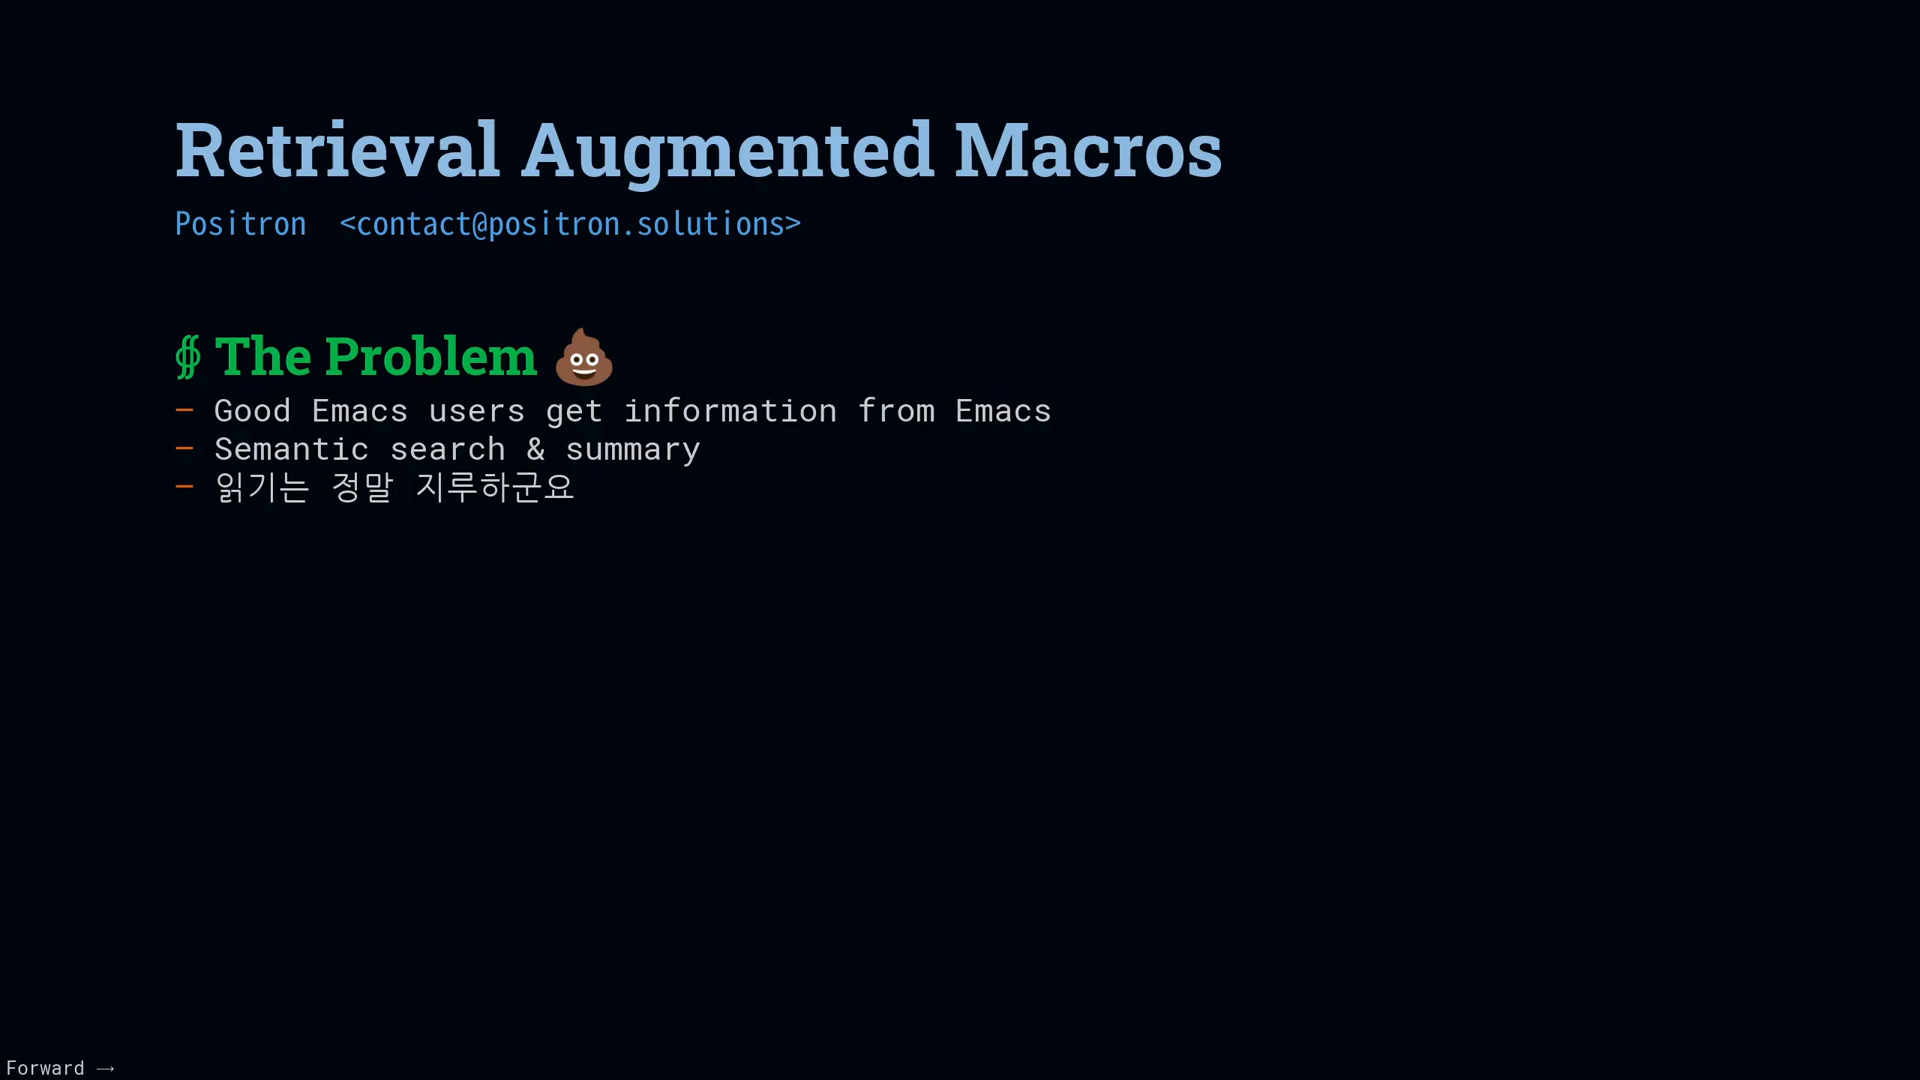 Retrieval Augmented Macros
Positron <contact@positron.solutions>
∯ The Problem 💩
— Good Emacs users get information from Emacs
— Semantic search & summary
— 읽기는 정말 지루하군요
Forward →